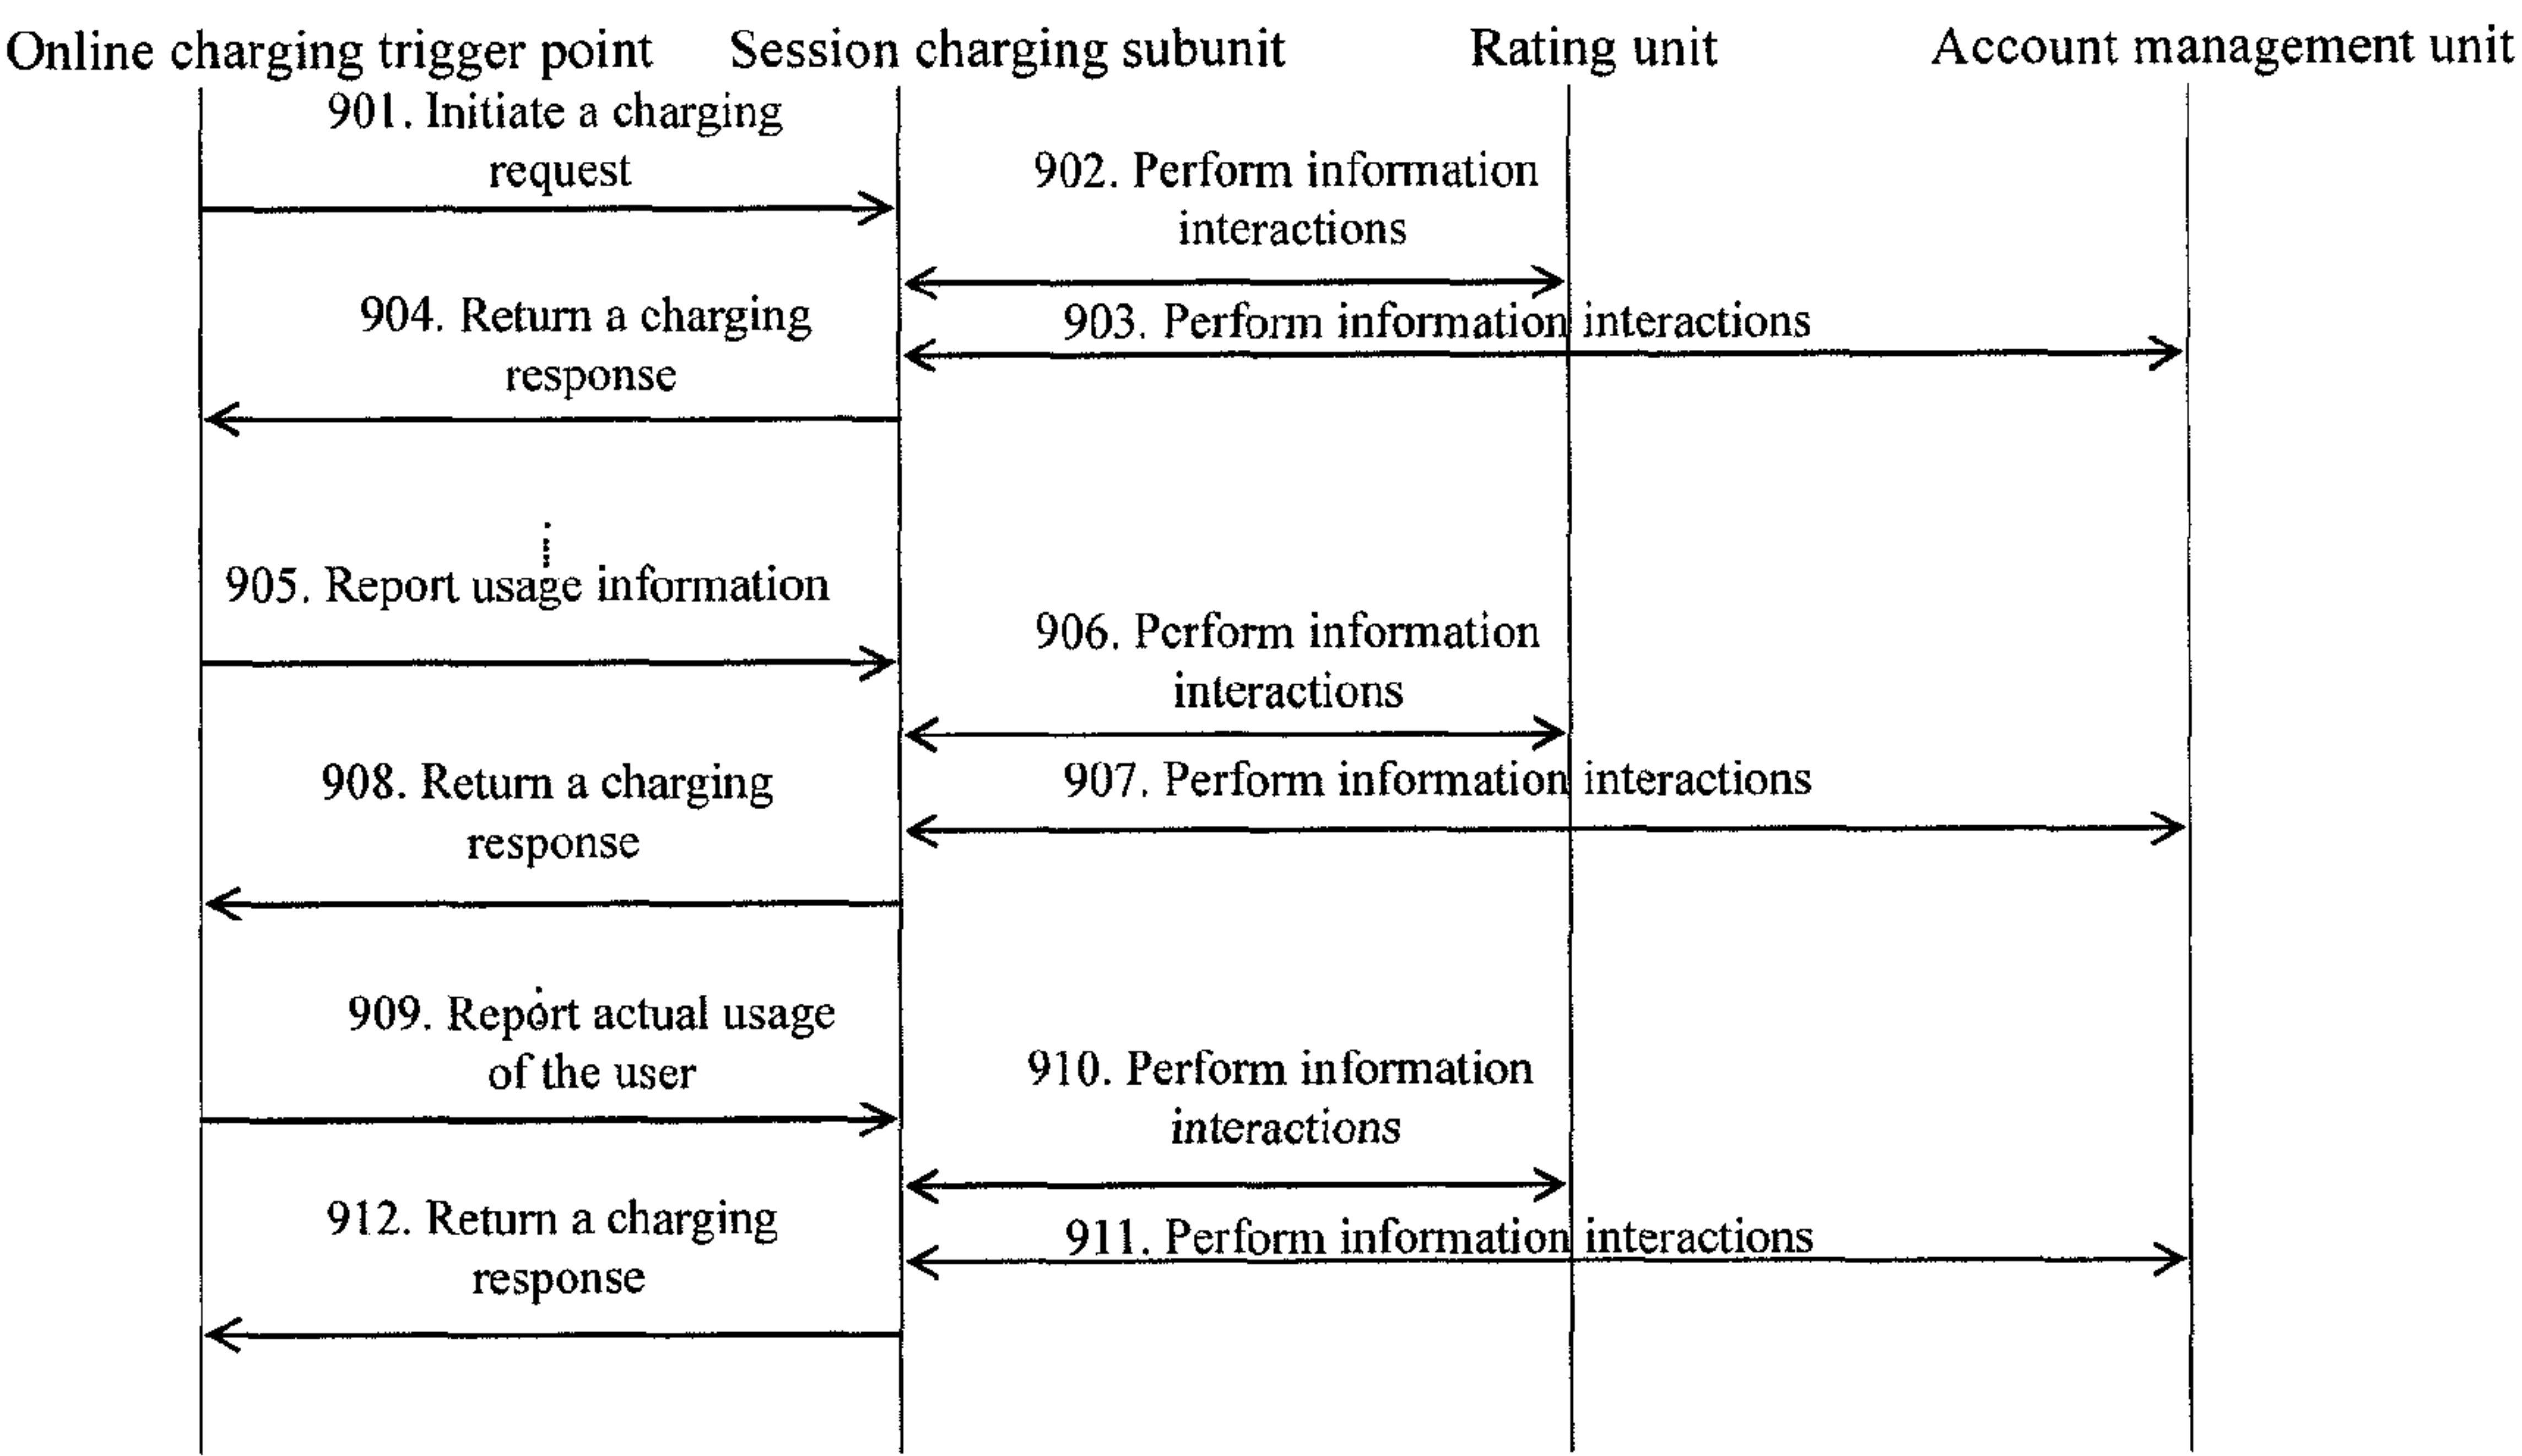 Online charging trigger point
Session charging subunit
Rating unit
Account management unit
901. Initiate a charging
request
902. Perform information
interactions
903. Perform information interactions
904. Return a charging
response
905. Report usage information
906. Perform information
interactions
907. Perform information interactions
908. Return a charging
response
909. Report actual usage
of the user
910. Perform information
interactions
911. Perform information interactions
912. Return a charging
response